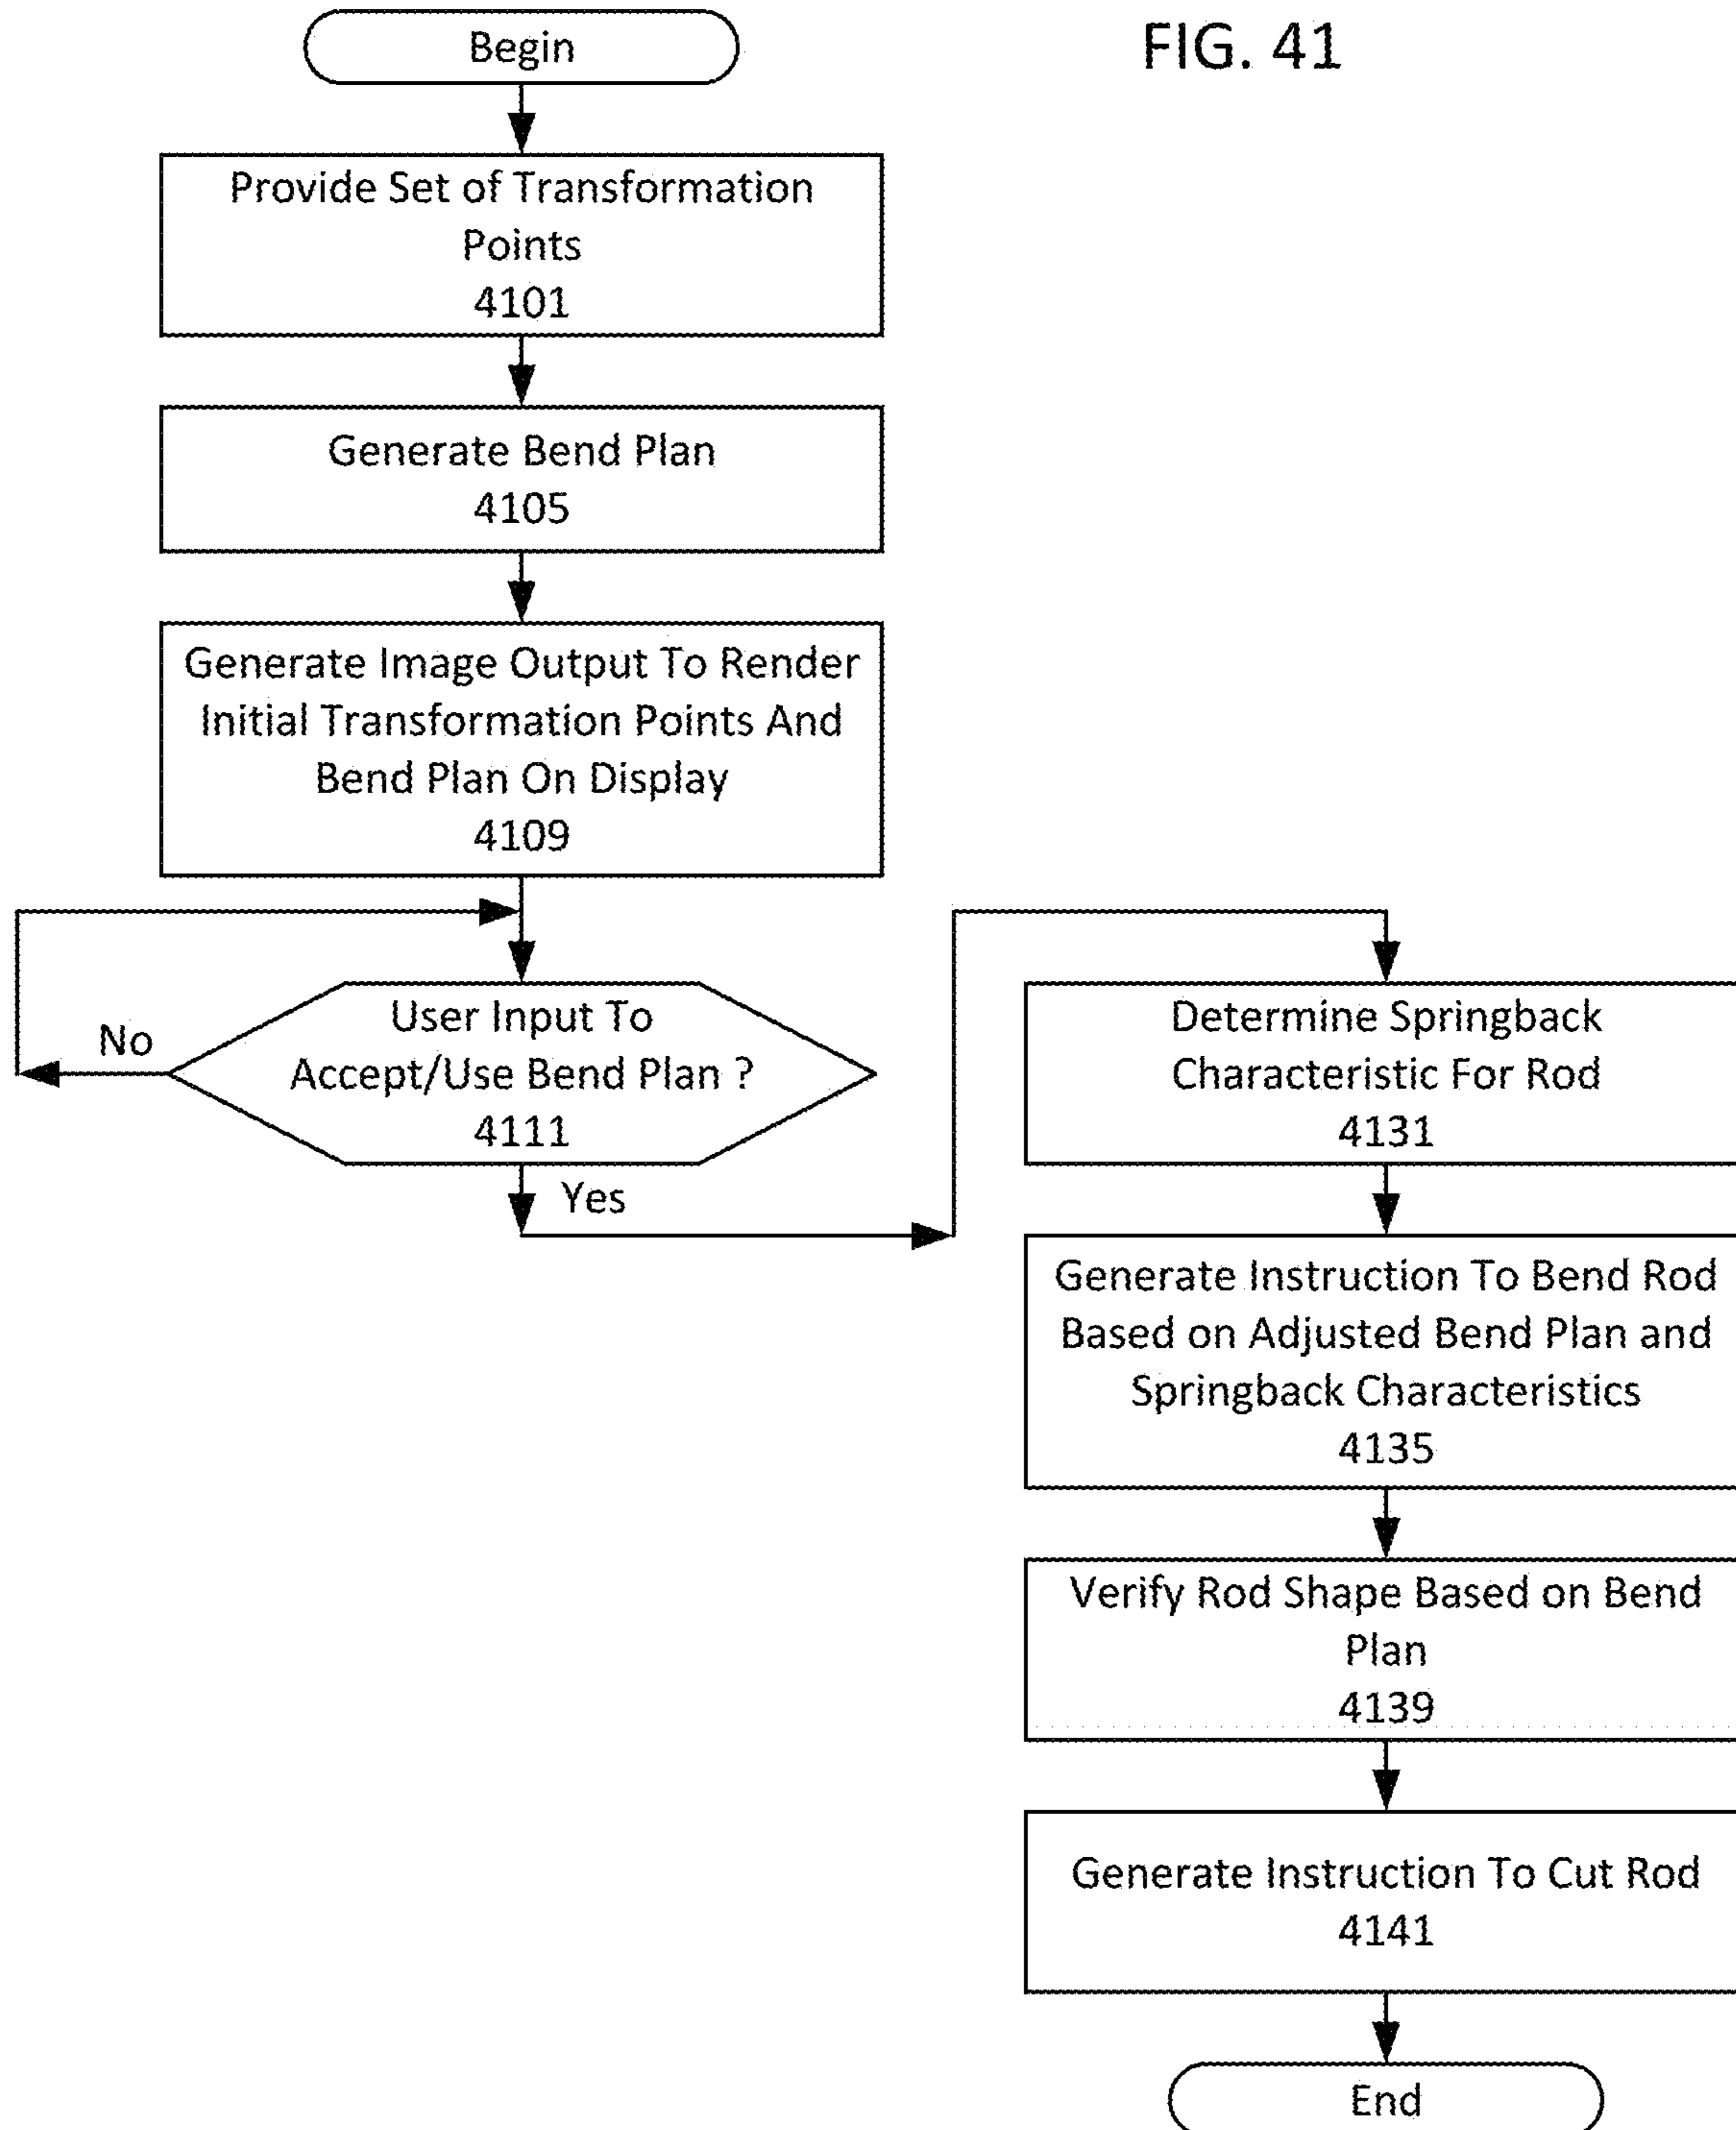 FIG. 41
Begin
Provide Set of Transformation
Points
4101
Generate Bend Plan
4105
Generate Image Output To Render
Initial Transformation Points And
Bend Plan On Display
4109
User Input To
Accept/Use Bend Plan ?
4111
No
Yes
Determine Springback
Characteristic For Rod
4131
Generate Instruction To Bend Rod
Based on Adjusted Bend Plan and
Springback Characteristics
4135
Verify Rod Shape Based on Bend
Plan
4139
Generate Instruction To Cut Rod
4141
End